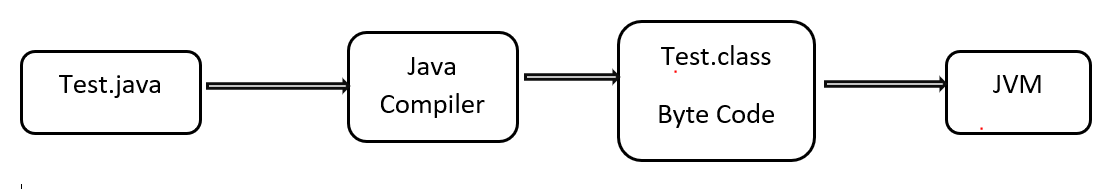 Test.java
Java
Compiler
Test.class
Byte Code
JVM